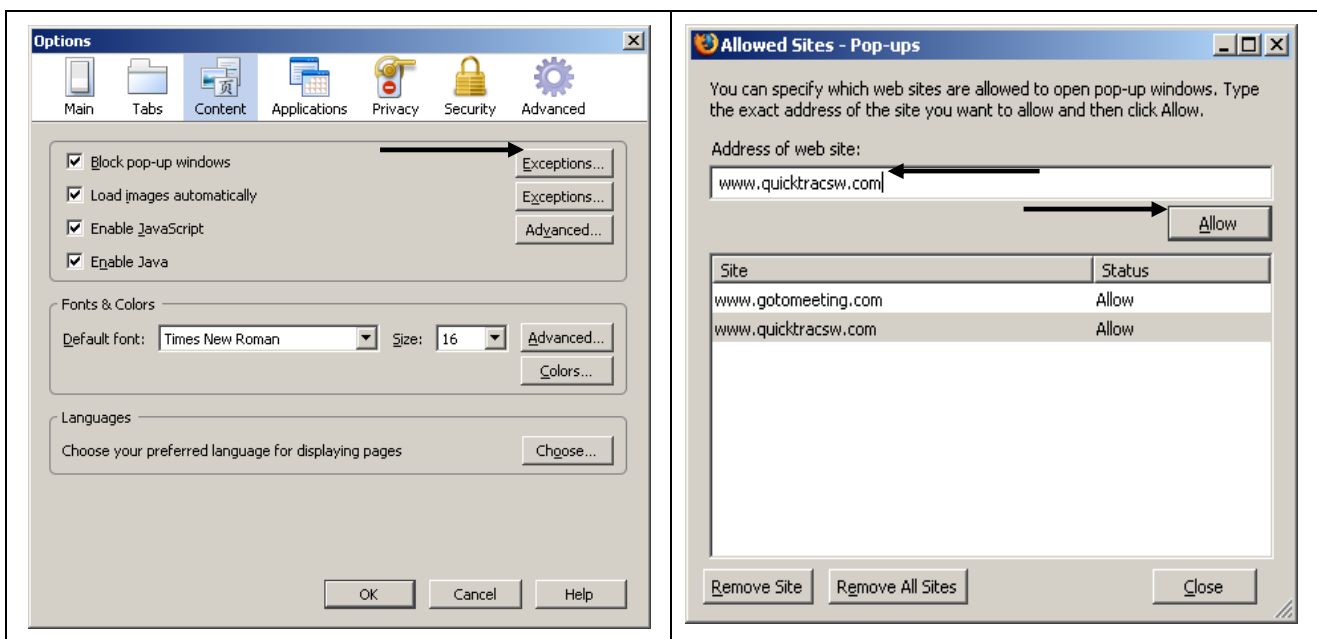 Options
Main Tabs Content Applications Privacy Security Advanced
Block pop-up windows Exceptions...
Load images automatically Exceptions...
Enable JavaScript Advanced...
Enable Java
Fonts & Colors
Default font: Times New Roman Size: 16 Advanced...
Colors...
Languages
Choose your preferred language for displaying pages Choose...
OK Cancel Help
Allowed Sites - Pop-ups
You can specify which web sites are allowed to open pop-up windows. Type
the exact address of the site you want to allow and then click Allow.
Address of web site:
www.quicktracsw.com
Allow
Site Status
www.gotomeeting.com Allow
www.quicktracsw.com Allow
Remove Site Remove All Sites Close